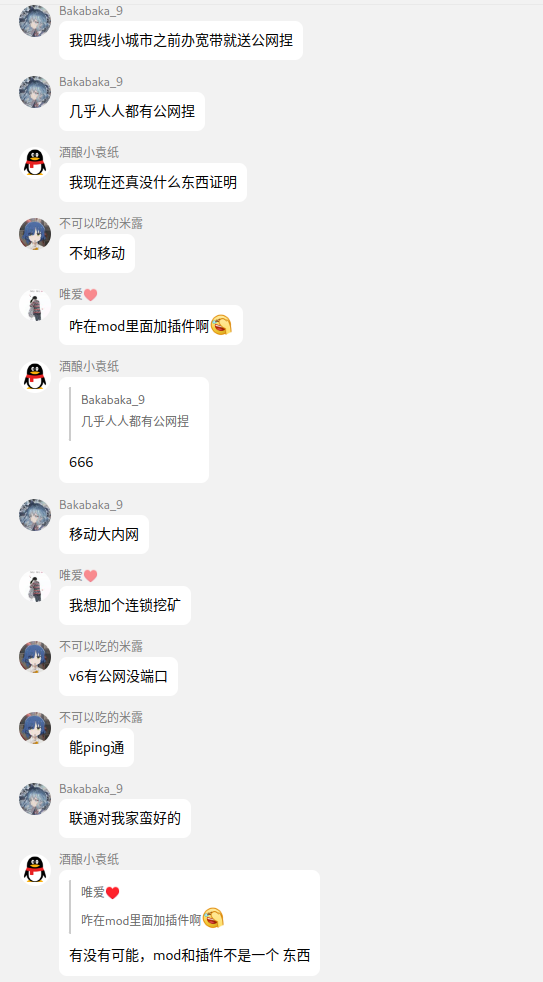 Bakabaka_9
我四线小城市之前办宽带就送公网捏
Bakabaka_9
几乎人人都有公网捏
酒酿小袁纸
我现在还真没什么东西证明
不可以吃的米露
不如移动
唯爱❤️
咋在mod里面加插件啊
酒酿小袁纸
Bakabaka_9
几乎人人都有公网捏
666
Bakabaka_9
移动大内网
唯爱❤️
我想加个连锁挖矿
不可以吃的米露
v6有公网没端口
不可以吃的米露
能ping通
Bakabaka_9
联通对我家蛮好的
酒酿小袁纸
唯爱❤️
咋在mod里面加插件啊
有没有可能，mod和插件不是一个 东西